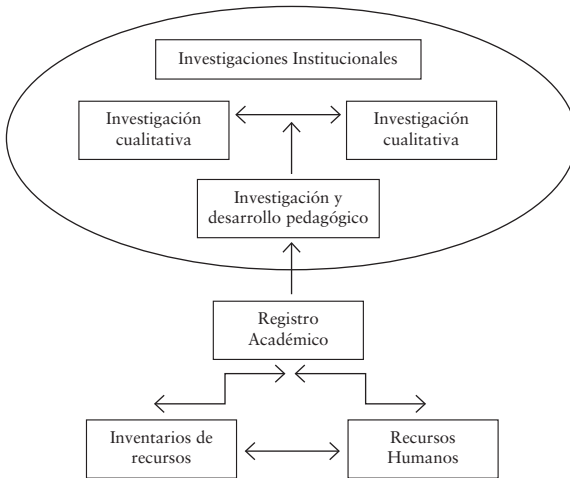 Investigaciones Institucionales
Investigación
cualitativa
Investigación
cualitativa
Investigación y
desarrollo pedagógico
Registro
Académico
Inventarios de
recursos
Recursos
Humanos